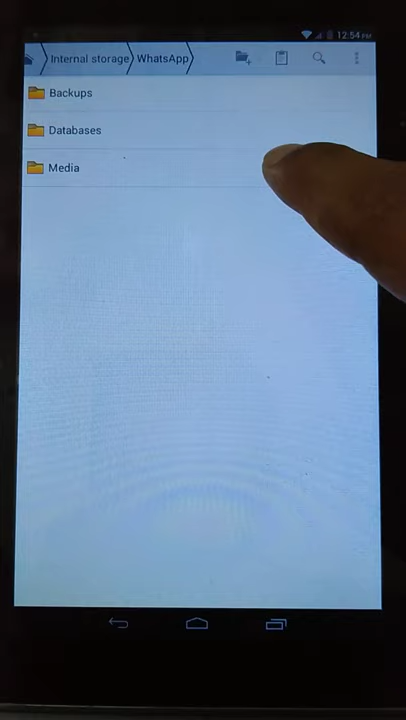 12:54 PM
Internal storage WhatsApp
Backups
Databases
Media